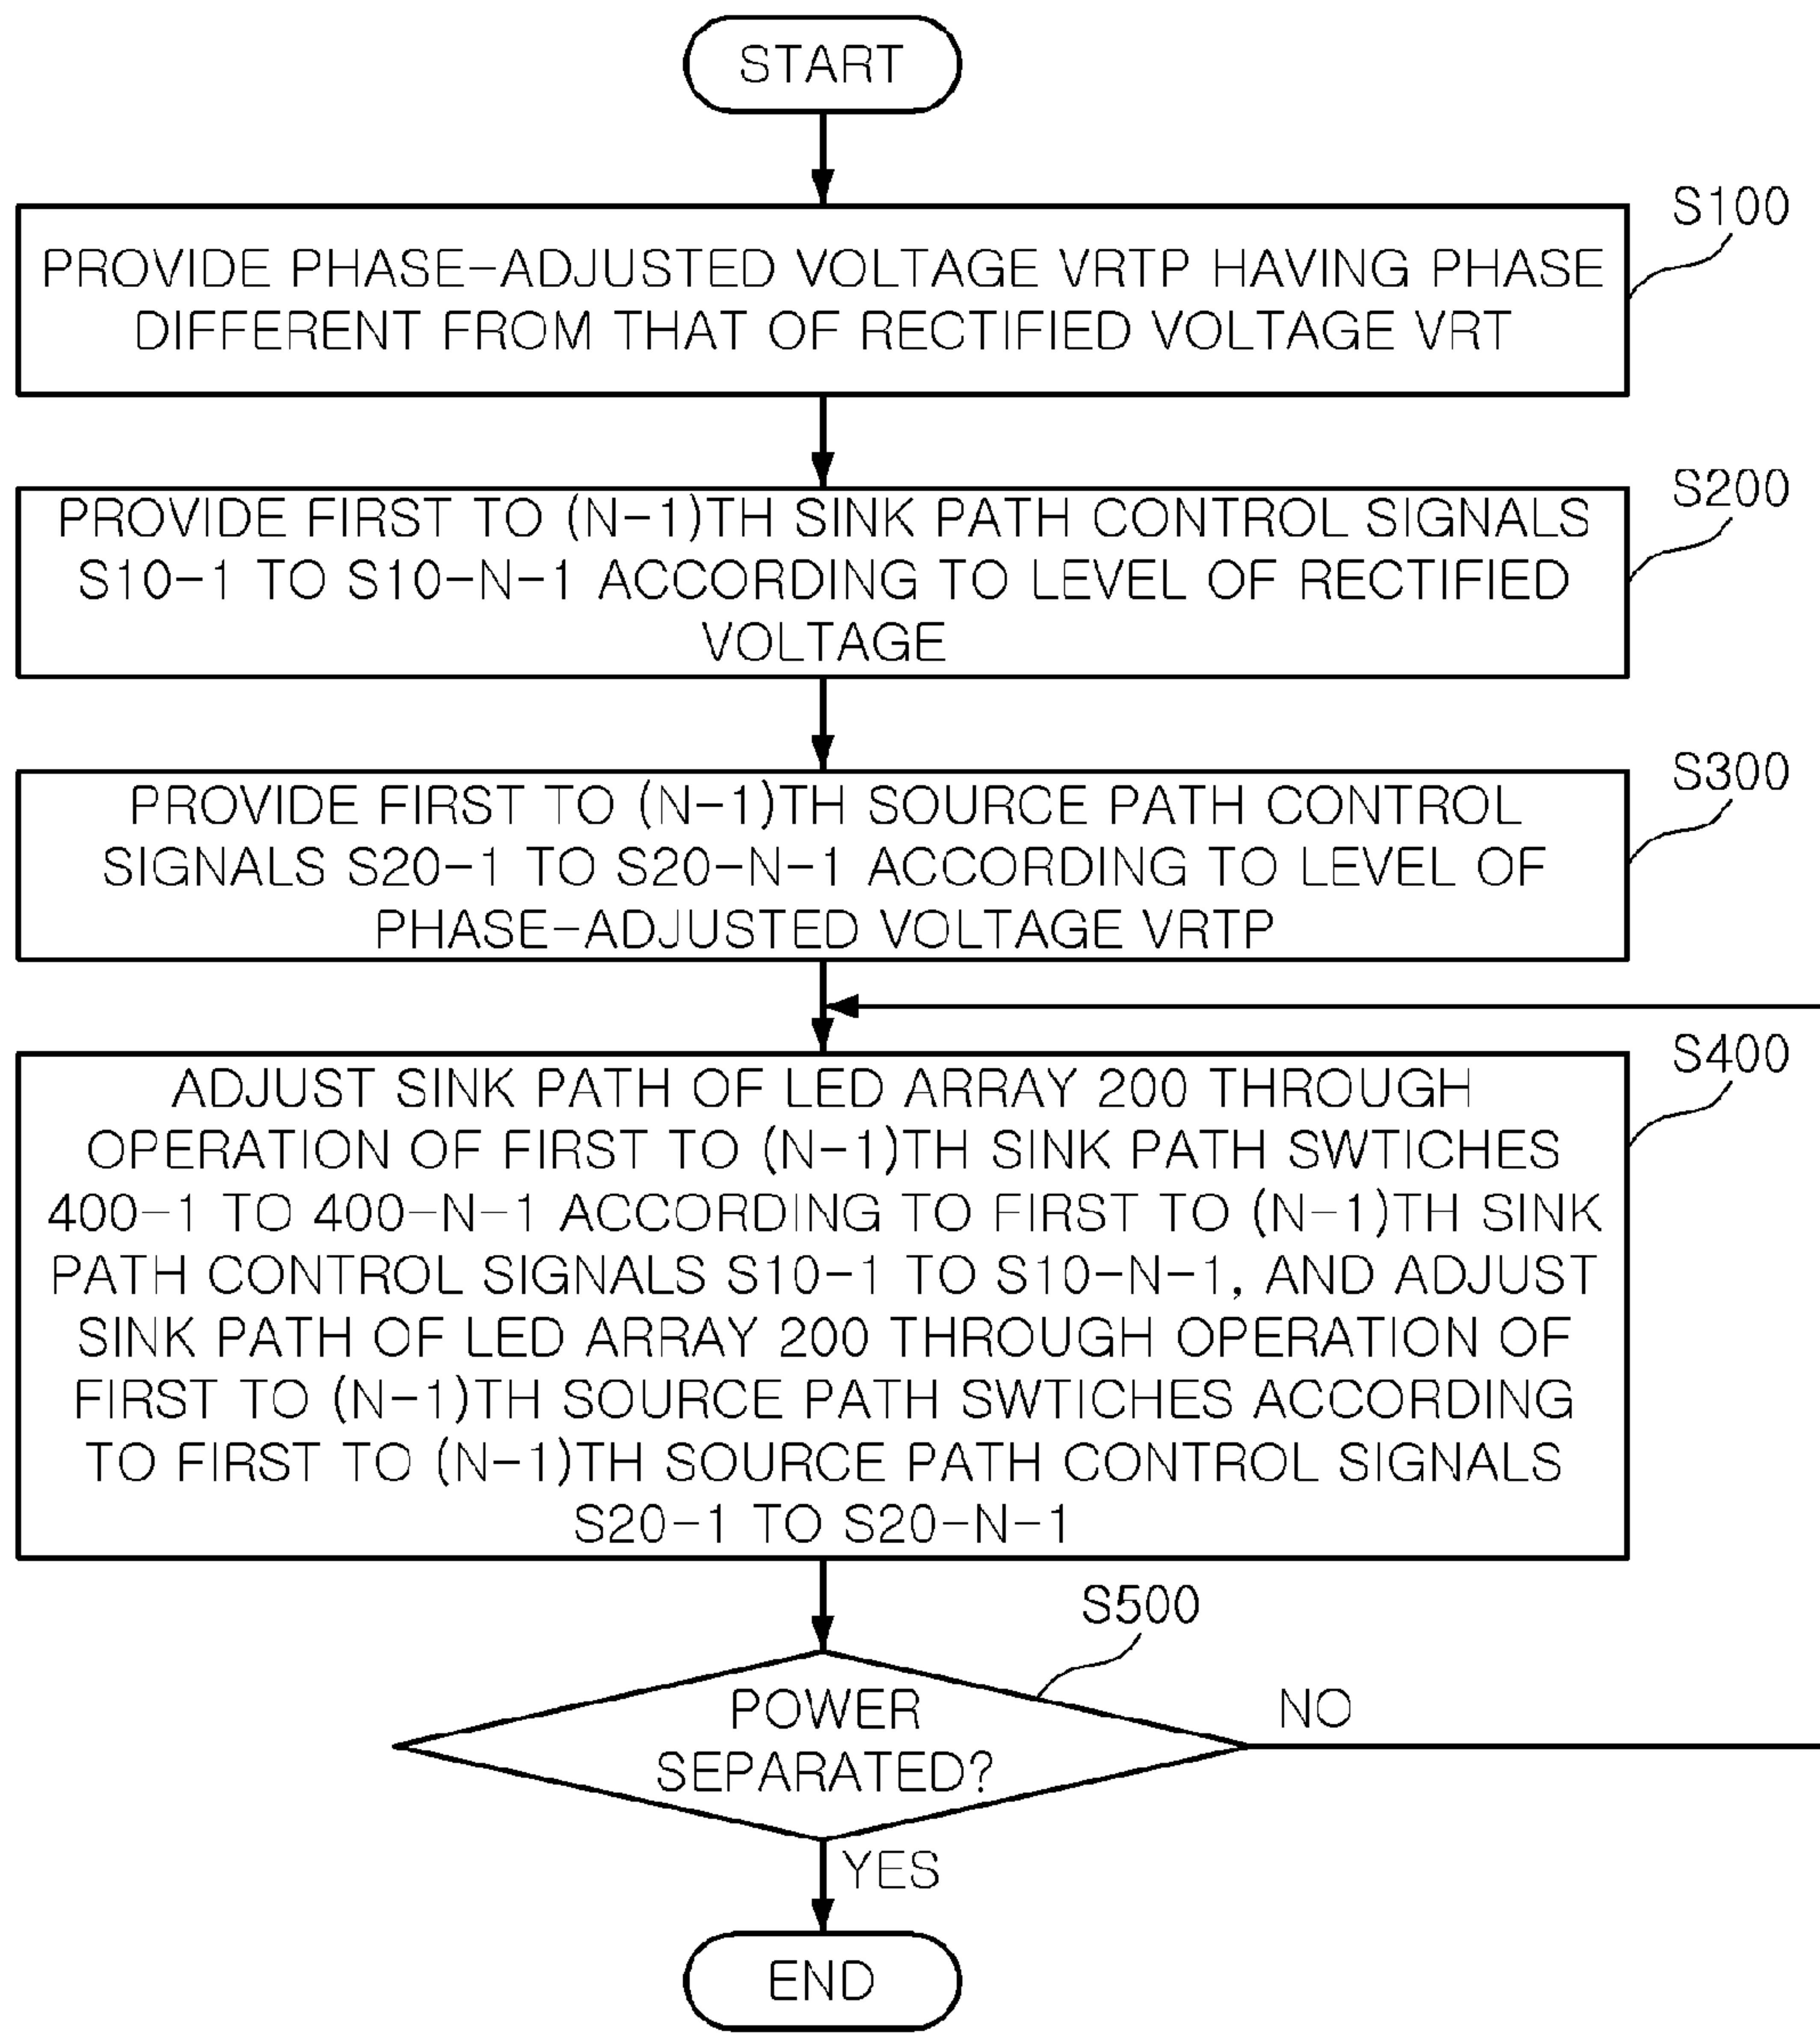 START
S100
PROVIDE PHASE-ADJUSTED VOLTAGE VRTP HAVING PHASE
DIFFERENT FROM THAT OF RECTIFIED VOLTAGE VRT
S200
PROVIDE FIRST TO (N-1)TH SINK PATH CONTROL SIGNALS
S10-1 TO S10-N-1 ACCORDING TO LEVEL OF RECTIFIED
VOLTAGE
S300
PROVIDE FIRST TO (N-1)TH SOURCE PATH CONTROL
SIGNALS S20-1 TO S20-N-1 ACCORDING TO LEVEL OF
PHASE-ADJUSTED VOLTAGE VRTP
S400
ADJUST SINK PATH OF LED ARRAY 200 THROUGH
OPERATION OF FIRST TO (N-1)TH SINK PATH SWTICHES
400-1 TO 400-N-1 ACCORDING TO FIRST TO (N-1)TH SINK
PATH CONTROL SIGNALS S10-1 TO S10-N-1, AND ADJUST
SINK PATH OF LED ARRAY 200 THROUGH OPERATION OF
FIRST TO (N-1)TH SOURCE PATH SWTICHES ACCORDING
TO FIRST TO (N-1)TH SOURCE PATH CONTROL SIGNALS
S20-1 TO S20-N-1
S500
POWER
SEPARATED?
NO
YES
END